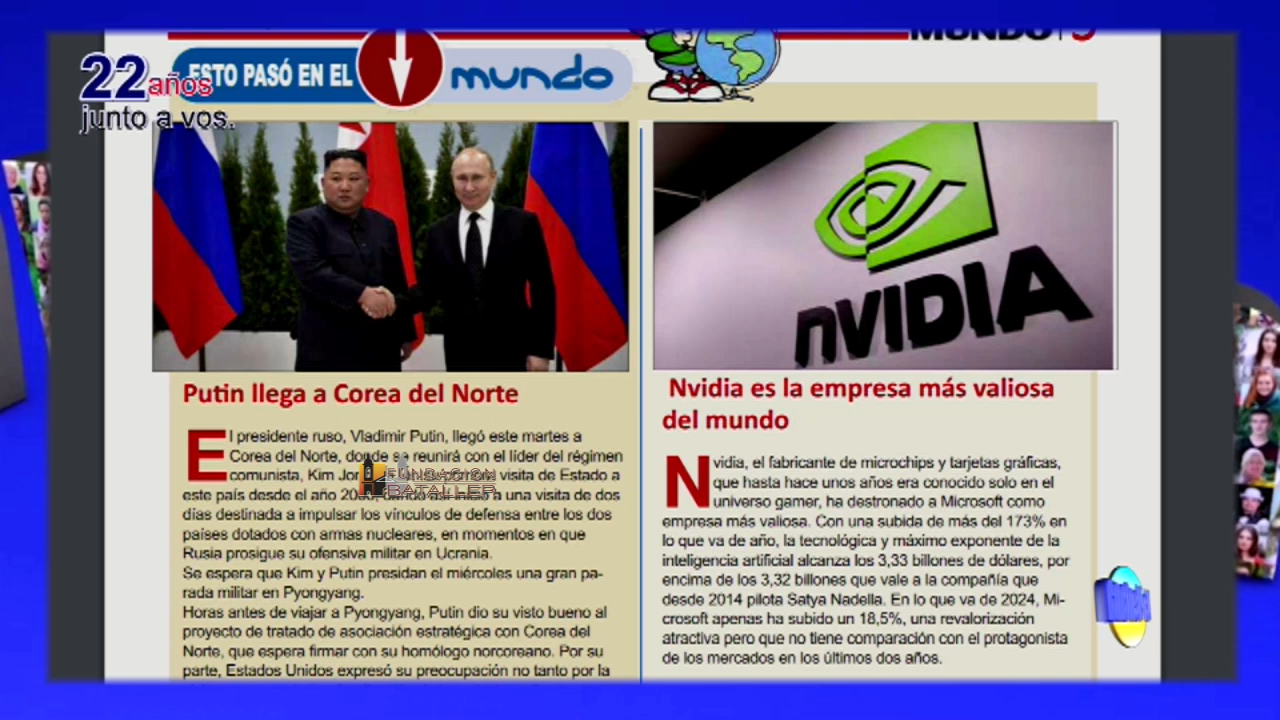 MUNDO | 9
22 años
junto a vos.
ESTO PASÓ EN EL mundo
Putin llega a Corea del Norte
El presidente ruso, Vladimir Putin, llegó este martes a
Corea del Norte, donde se reunirá con el líder del régimen
comunista, Kim visita de Estado a
este país desde el año a una visita de dos
días destinada a impulsar los vínculos de defensa entre los dos
países dotados con armas nucleares, en momentos en que
Rusia prosigue su ofensiva militar en Ucrania.
Se espera que Kim y Putin presidan el miércoles una gran pa-
rada militar en Pyongyang.
Horas antes de viajar a Pyongyang, Putin dio su visto bueno al
proyecto de tratado de asociación estratégica con Corea del
Norte, que espera firmar con su homólogo norcoreano. Por su
parte, Estados Unidos expresó su preocupación no tanto por la
FUNDACION
BATALLER
nVIDIA
Nvidia es la empresa más valiosa
del mundo
Nvidia, el fabricante de microchips y tarjetas gráficas,
que hasta hace unos años era conocido solo en el
universo gamer, ha destronado a Microsoft como
empresa más valiosa. Con una subida de más del 173% en
lo que va de año, la tecnológica y máximo exponente de la
inteligencia artificial alcanza los 3,33 billones de dólares, por
encima de los 3,32 billones que vale a la compañía que
desde 2014 pilota Satya Nadella. En lo que va de 2024, Mi-
crosoft apenas ha subido un 18,5%, una revalorización
atractiva pero que no tiene comparación con el protagonista
de los mercados en los últimos dos años.